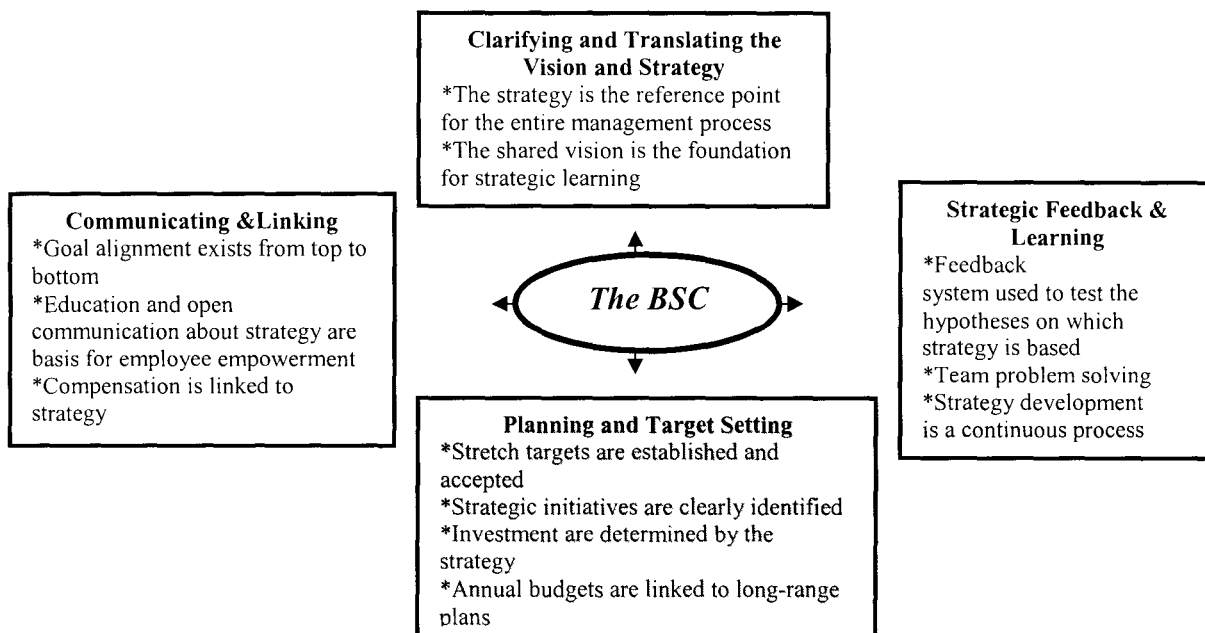 Clarifying and Translating the
Vision and Strategy
*The strategy is the reference point
for the entire management process
*The shared vision is the foundation
for strategic learning
Communicating &Linking
*Goal alignment exists from top to
bottom
*Education and open
communication about strategy are
basis for employee empowerment
*Compensation is linked to
strategy
The BSC
Strategic Feedback &
Learning
*Feedback
system used to test the
hypotheses on which
strategy is based
*Team problem solving
*Strategy development
is a continuous process
Planning and Target Setting
*Stretch targets are established and
accepted
*Strategic initiatives are clearly identified
*Investment are determined by the
strategy
*Annual budgets are linked to long-range
plans